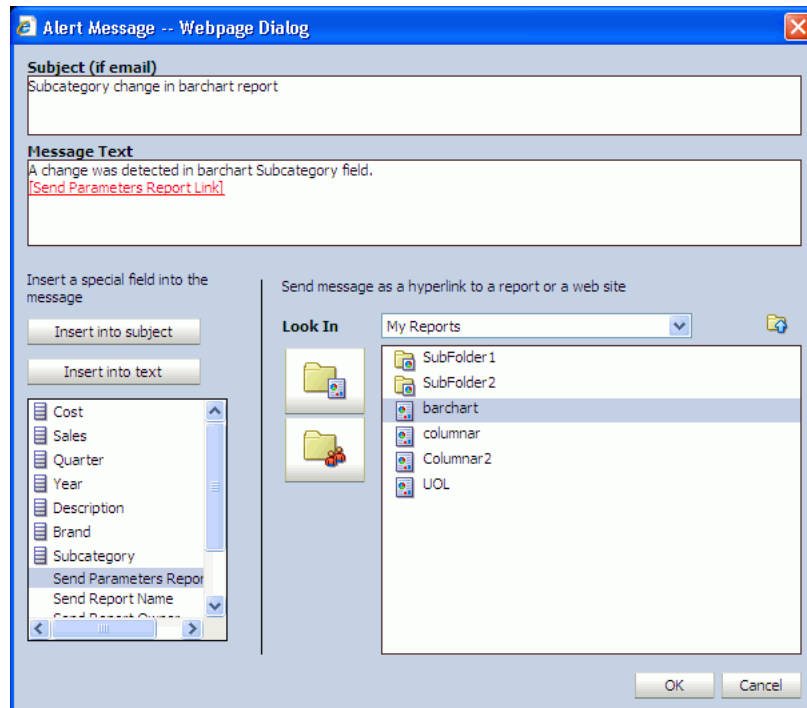 Alert Message -- Webpage Dialog
Subject (if email)
Subcategory change in barchart report
Message Text
A change was detected in barchart Subcategory field.
[Send Parameters Report Link]
Insert a special field into the
message
Insert into subject
Insert into text
Cost
Sales
Quarter
Year
Description
Brand
Subcategory
Send Parameters Repor
Send Report Name
Send Report Owner
Send message as a hyperlink to a report or a web site
Look In
My Reports
SubFolder1
SubFolder2
barchart
columnar
Columnar2
UOL
OK
Cancel